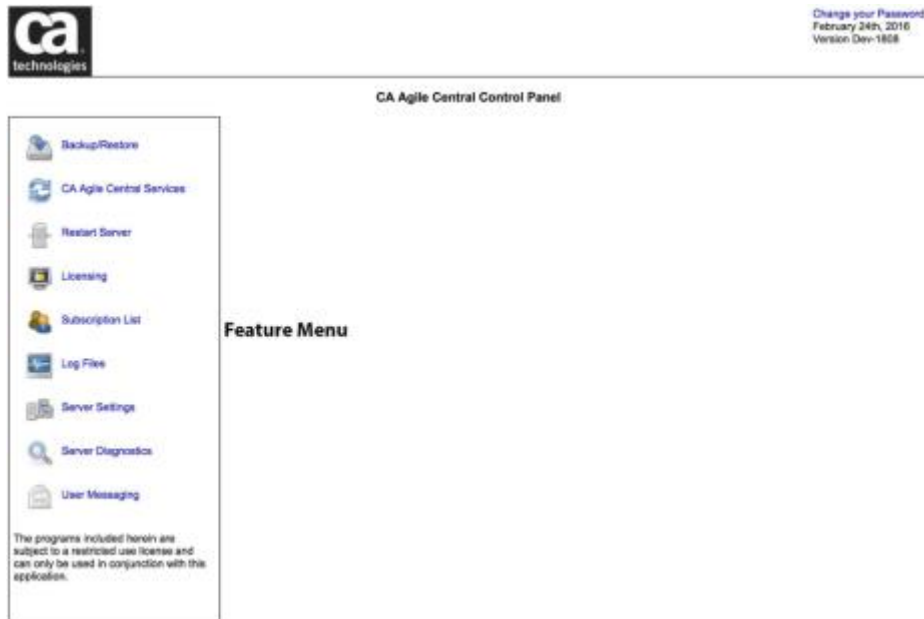 ca
technologies
Change your Password
February 24th, 2016
Version Dev-1808
CA Agile Central Control Panel
Backup/Restore
CA Agile Central Services
Restart Server
Licensing
Subscription List
Feature Menu
Log Files
Server Settings
Server Diagnostics
User Messaging
The programs included herein are
subject to a restricted use license and
can only be used in conjunction with this
application.